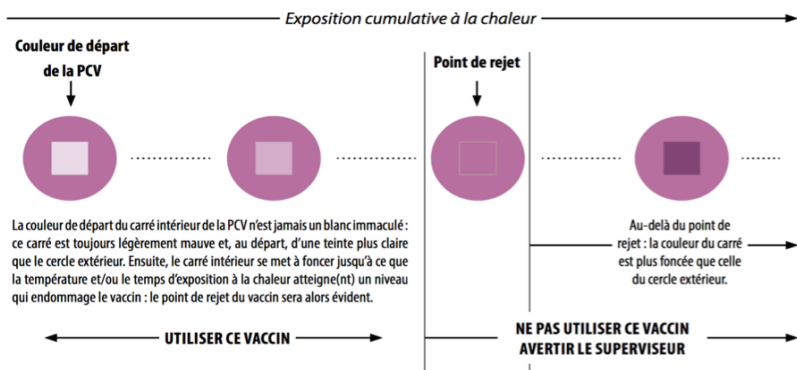 Exposition cumulative à la chaleur
Couleur de départ
de la PCV
Point de rejet
La couleur de départ du carré intérieur de la PCV n'est jamais un blanc immaculé :
ce carré est toujours légèrement mauve et, au départ, d'une teinte plus claire
que le cercle extérieur. Ensuite, le carré intérieur se met à foncer jusqu'à ce que
la température et/ou le temps d'exposition à la chaleur atteigne(nt) un niveau
qui endommage le vaccin : le point de rejet du vaccin sera alors évident.
Au-delà du point de
rejet : la couleur du carré
est plus foncée que celle
du cercle extérieur.
UTILISER CE VACCIN
NE PAS UTILISER CE VACCIN
AVERTIR LE SUPERVISEUR